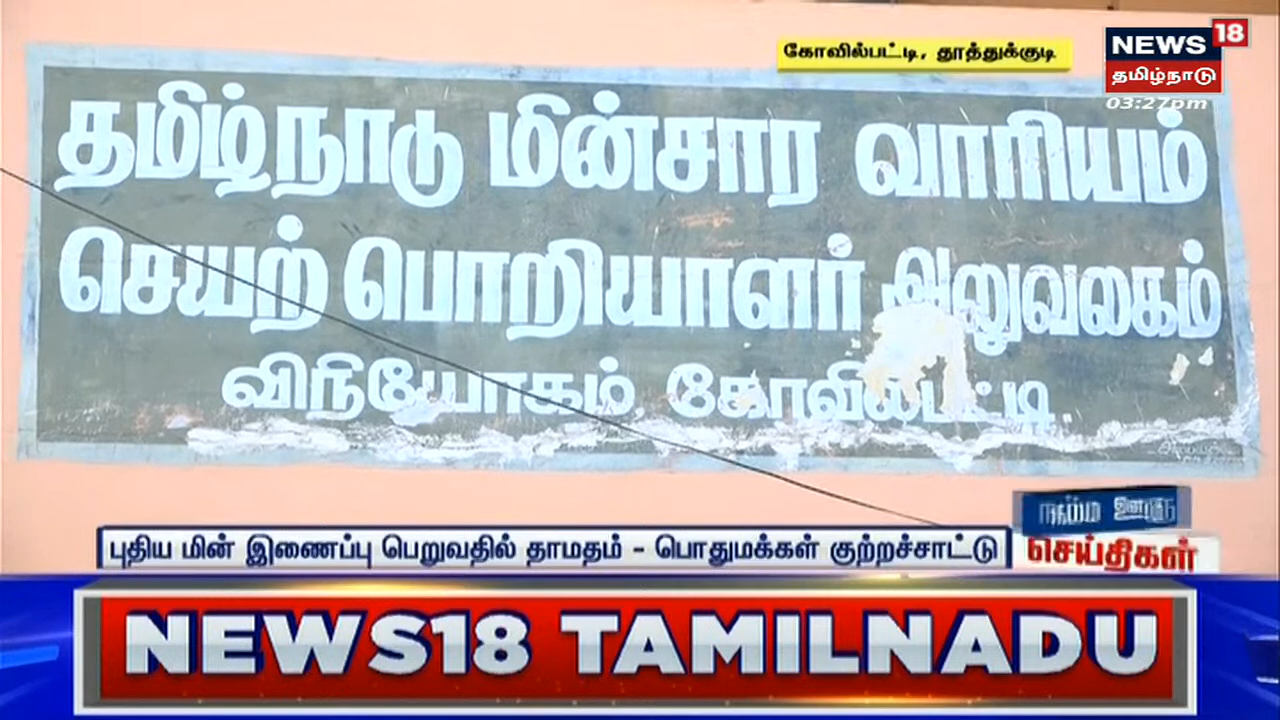 கோவில்பட்டி, தூத்துக்குடி
NEWS 18
தமிழ்நாடு
03:27pm
தமிழ்நாடு மின்சார வாரியம்
செயற் பொறியாளர் அலுவலகம்
விநியோகம் கோவில்பட்டி.
நம்ம ஊரு
செய்திகள்
புதிய மின் இணைப்பு பெறுவதில் தாமதம் - பொதுமக்கள் குற்றச்சாட்டு
NEWS18 TAMILNADU